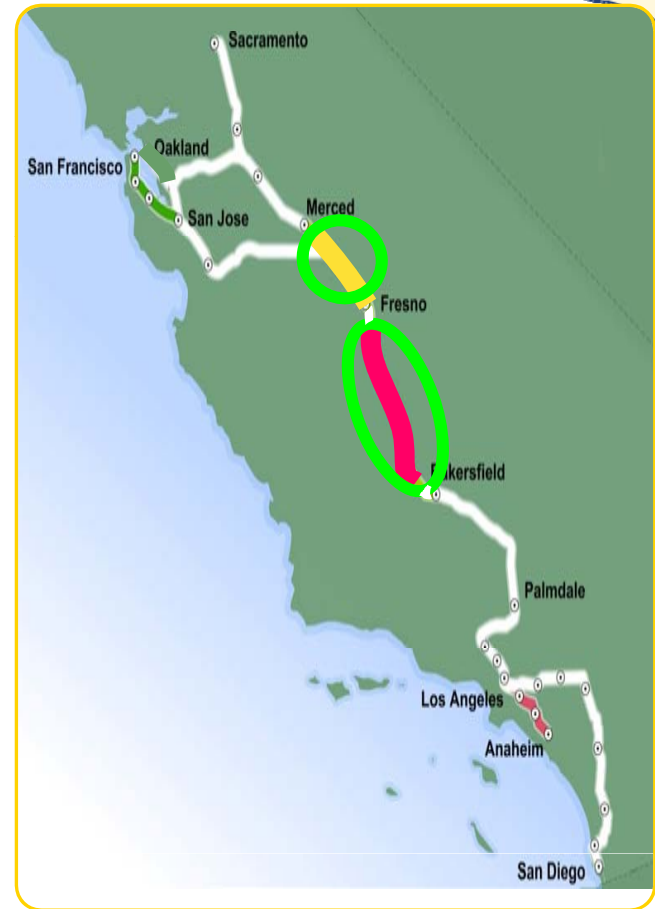 Sacramento
Oakland
San Francisco
Merced
San Jose
Fresno
Bakersfield
Palmdale
Los Angeles
Anaheim
San Diego